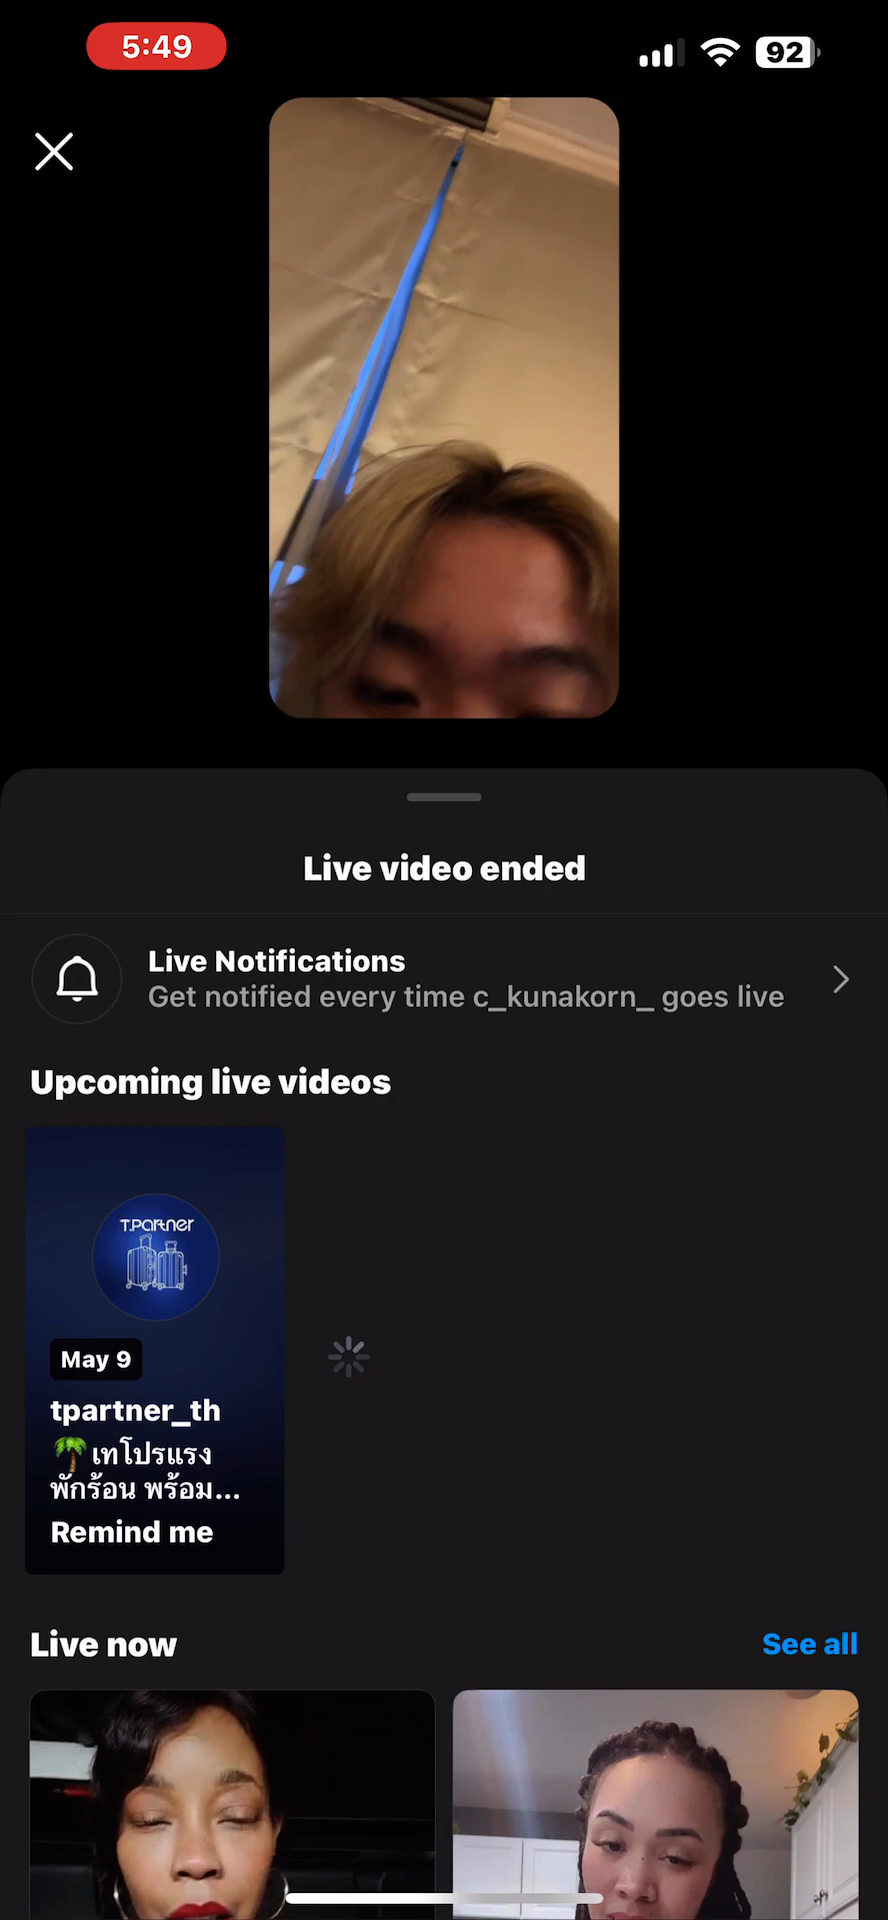 5:49
92
Live video ended
Live Notifications
Get notified every time c_kunakorn_ goes live
Upcoming live videos
T.Partner
May 9
tpartner_th
🌴เทโปรแรง
พักร้อน พร้อม...
Remind me
Live now
See all